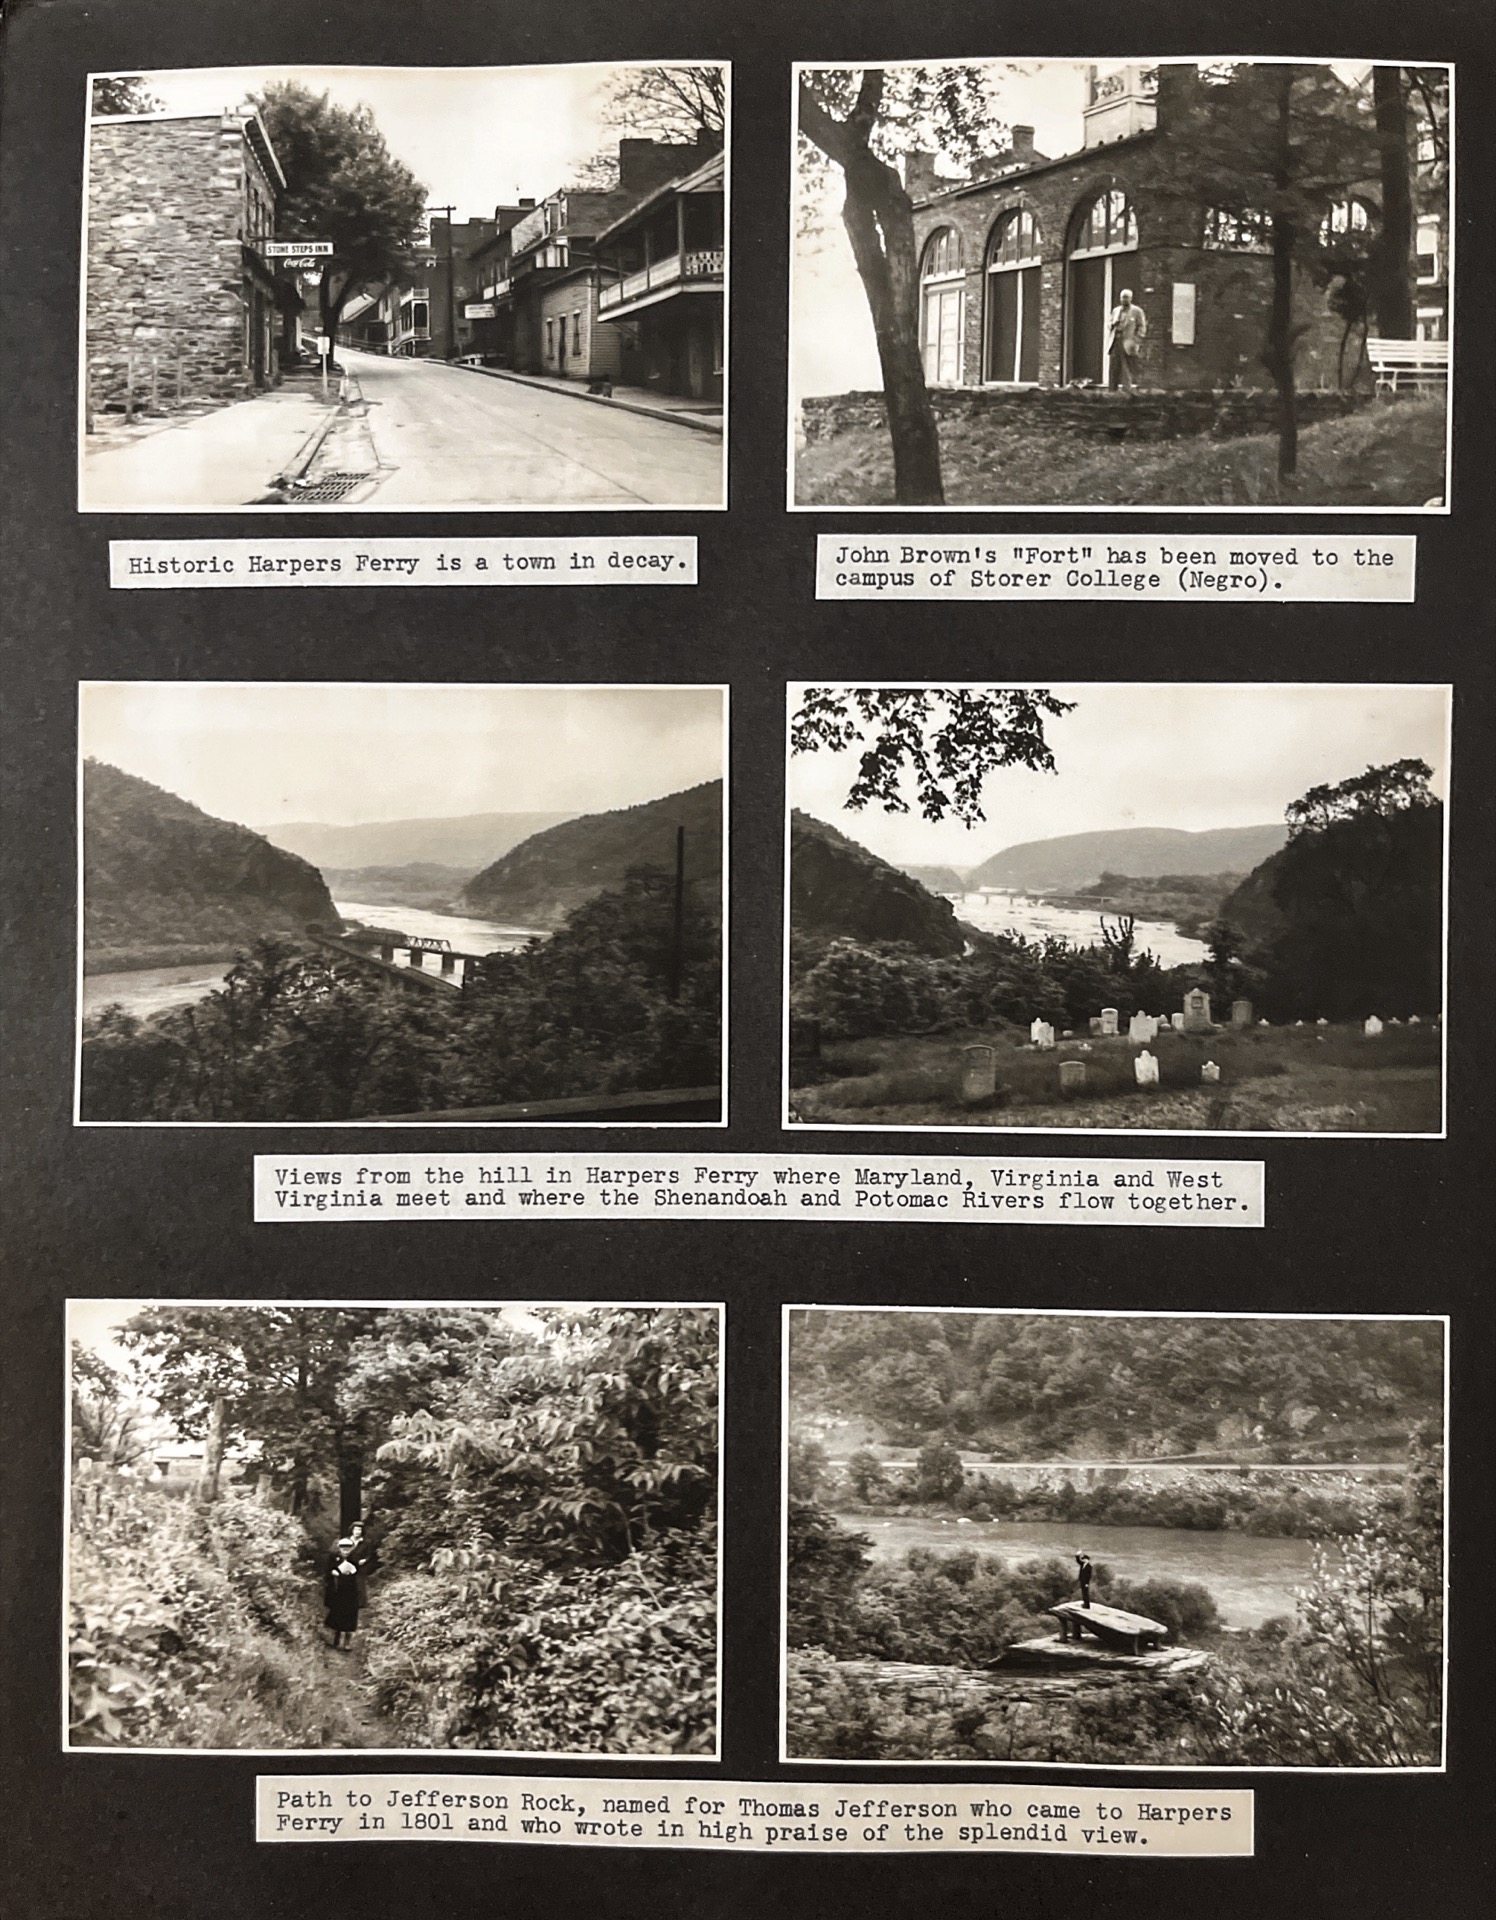 STONE STEPS INN
Coca-Cola
Historic Harpers Ferry is a town in decay.
John Brown's "Fort" has been moved to the
campus of Storer College (Negro).
Views from the hill in Harpers Ferry where Maryland, Virginia and West
Virginia meet and where the Shenandoah and Potomac Rivers flow together.
Path to Jefferson Rock, named for Thomas Jefferson who came to Harpers
Ferry in 1801 and who wrote in high praise of the splendid view.